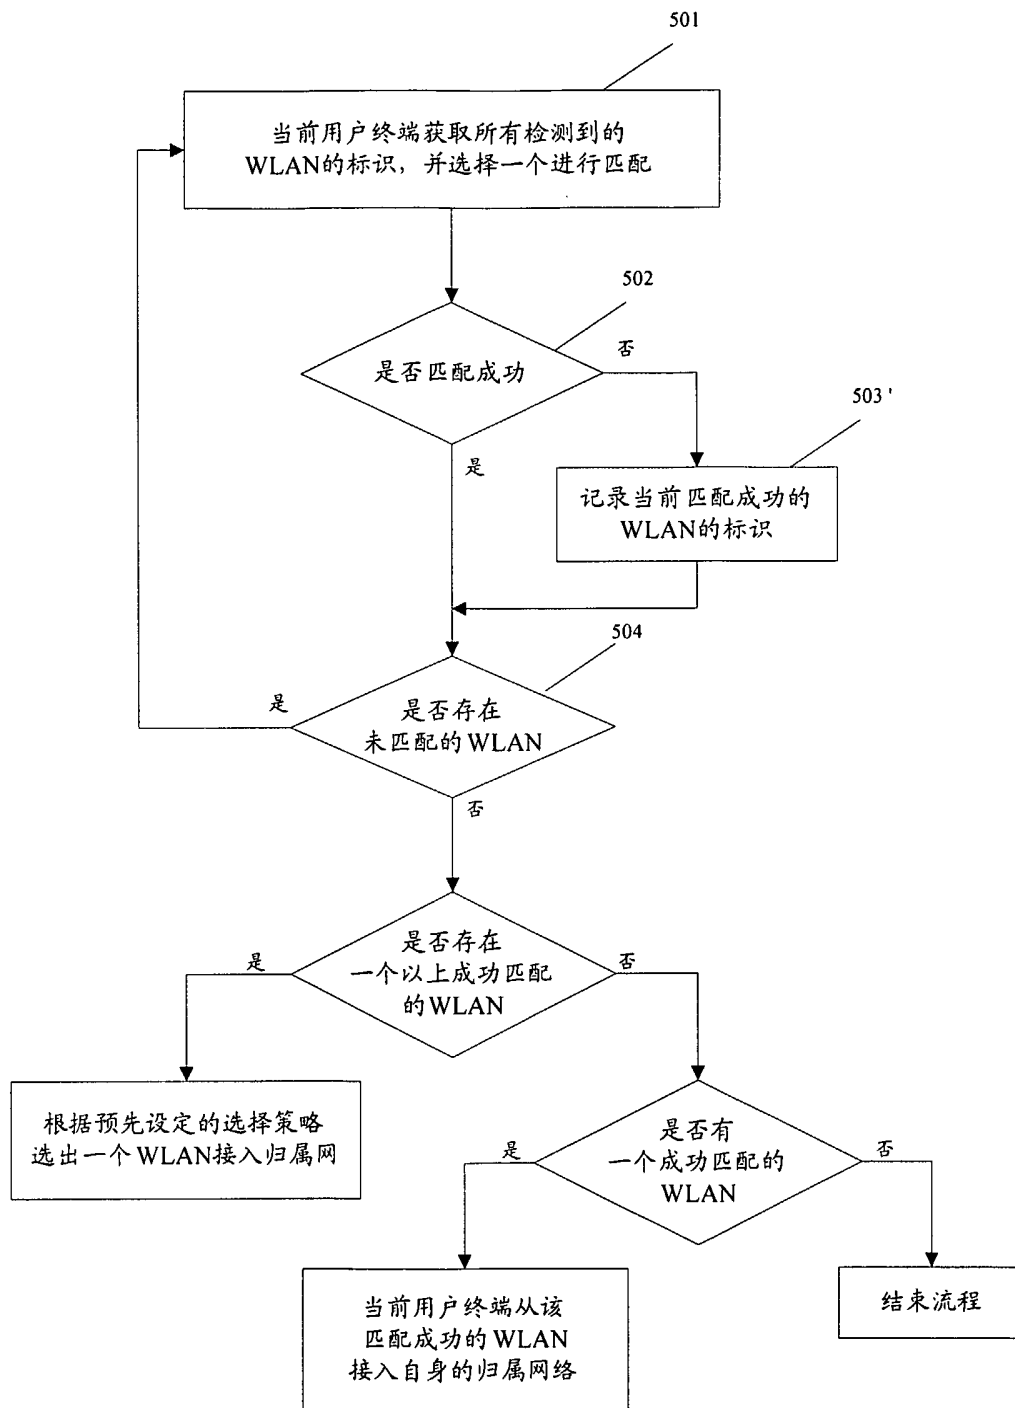 501
当前用户终端获取所有检测到的
WLAN的标识，并选择一个进行匹配
502
是否匹配成功
否
503 '
是
记录当前匹配成功的
WLAN的标识
504
是
是否存在
未匹配的WLAN
否
是
是否存在
一个以上成功匹配
的WLAN
否
根据预先设定的选择策略
选出一个WLAN接入归属网
是
是否有
一个成功匹配的
WLAN
否
当前用户终端从该
匹配成功的WLAN
接入自身的归属网络
结束流程